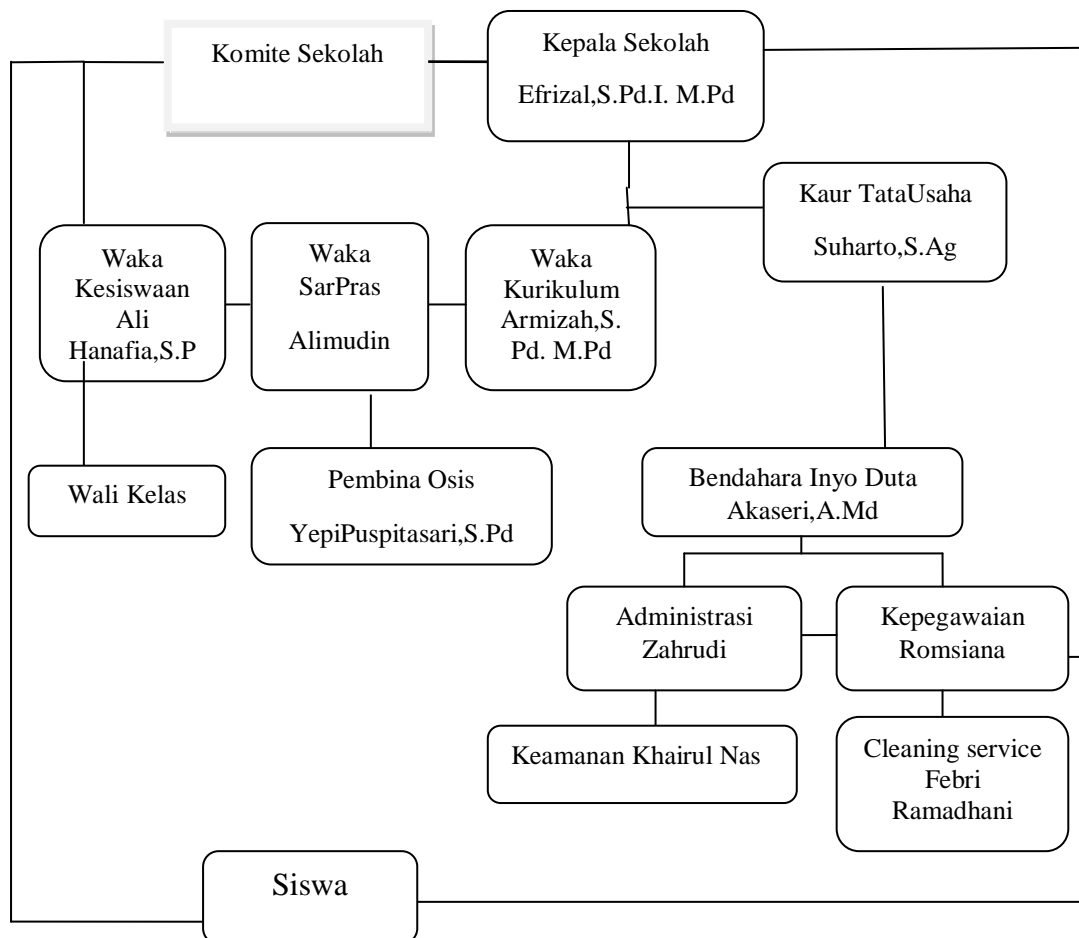 Komite Sekolah
Kepala Sekolah
Efrizal,S.Pd.I. M.Pd
Kaur TataUsaha
Suharto,S.Ag
Waka
Kesiswaan
Ali
Hanafia,S.P
Waka
SarPras
Alimudin
Waka
Kurikulum
Armizah,S.
Pd. M.Pd
Wali Kelas
Pembina Osis
YepiPuspitasari,S.Pd
Bendahara Inyo Duta
Akaseri,A.Md
Administrasi
Zahrudi
Kepegawaian
Romsiana
Keamanan Khairul Nas
Cleaning service
Febri
Ramadhani
Siswa